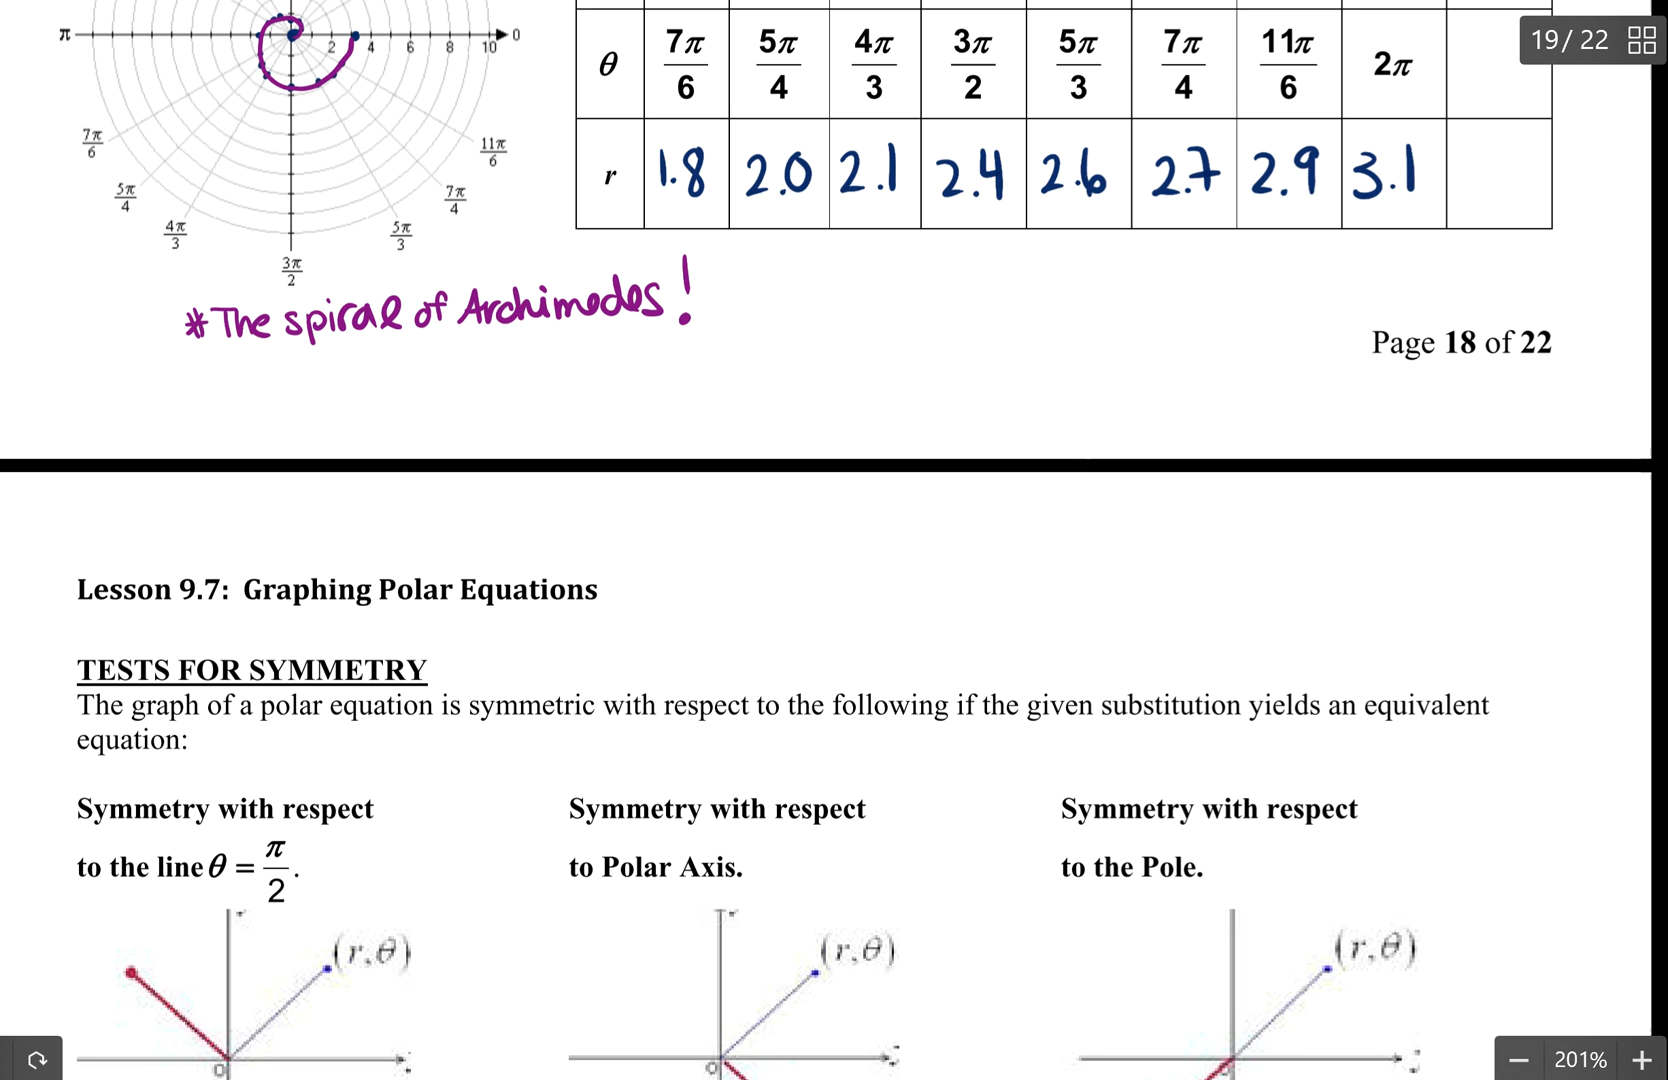 π 2 4 6 8 10 0
θ 7π/6 5π/4 4π/3 3π/2 5π/3 7π/4 11π/6 2π
19/ 22
r 1.8 2.0 2.1 2.4 2.6 2.7 2.9 3.1
7π/6 11π/6
5π/4 7π/4
4π/3 5π/3
3π/2
*The spiral of Archimedes!
Page 18 of 22
Lesson 9.7: Graphing Polar Equations
TESTS FOR SYMMETRY
The graph of a polar equation is symmetric with respect to the following if the given substitution yields an equivalent
equation:
Symmetry with respect
to the line θ = π/2.
Symmetry with respect
to Polar Axis.
Symmetry with respect
to the Pole.
(r,θ)
0
(r,θ)
0
(r,θ)
201%